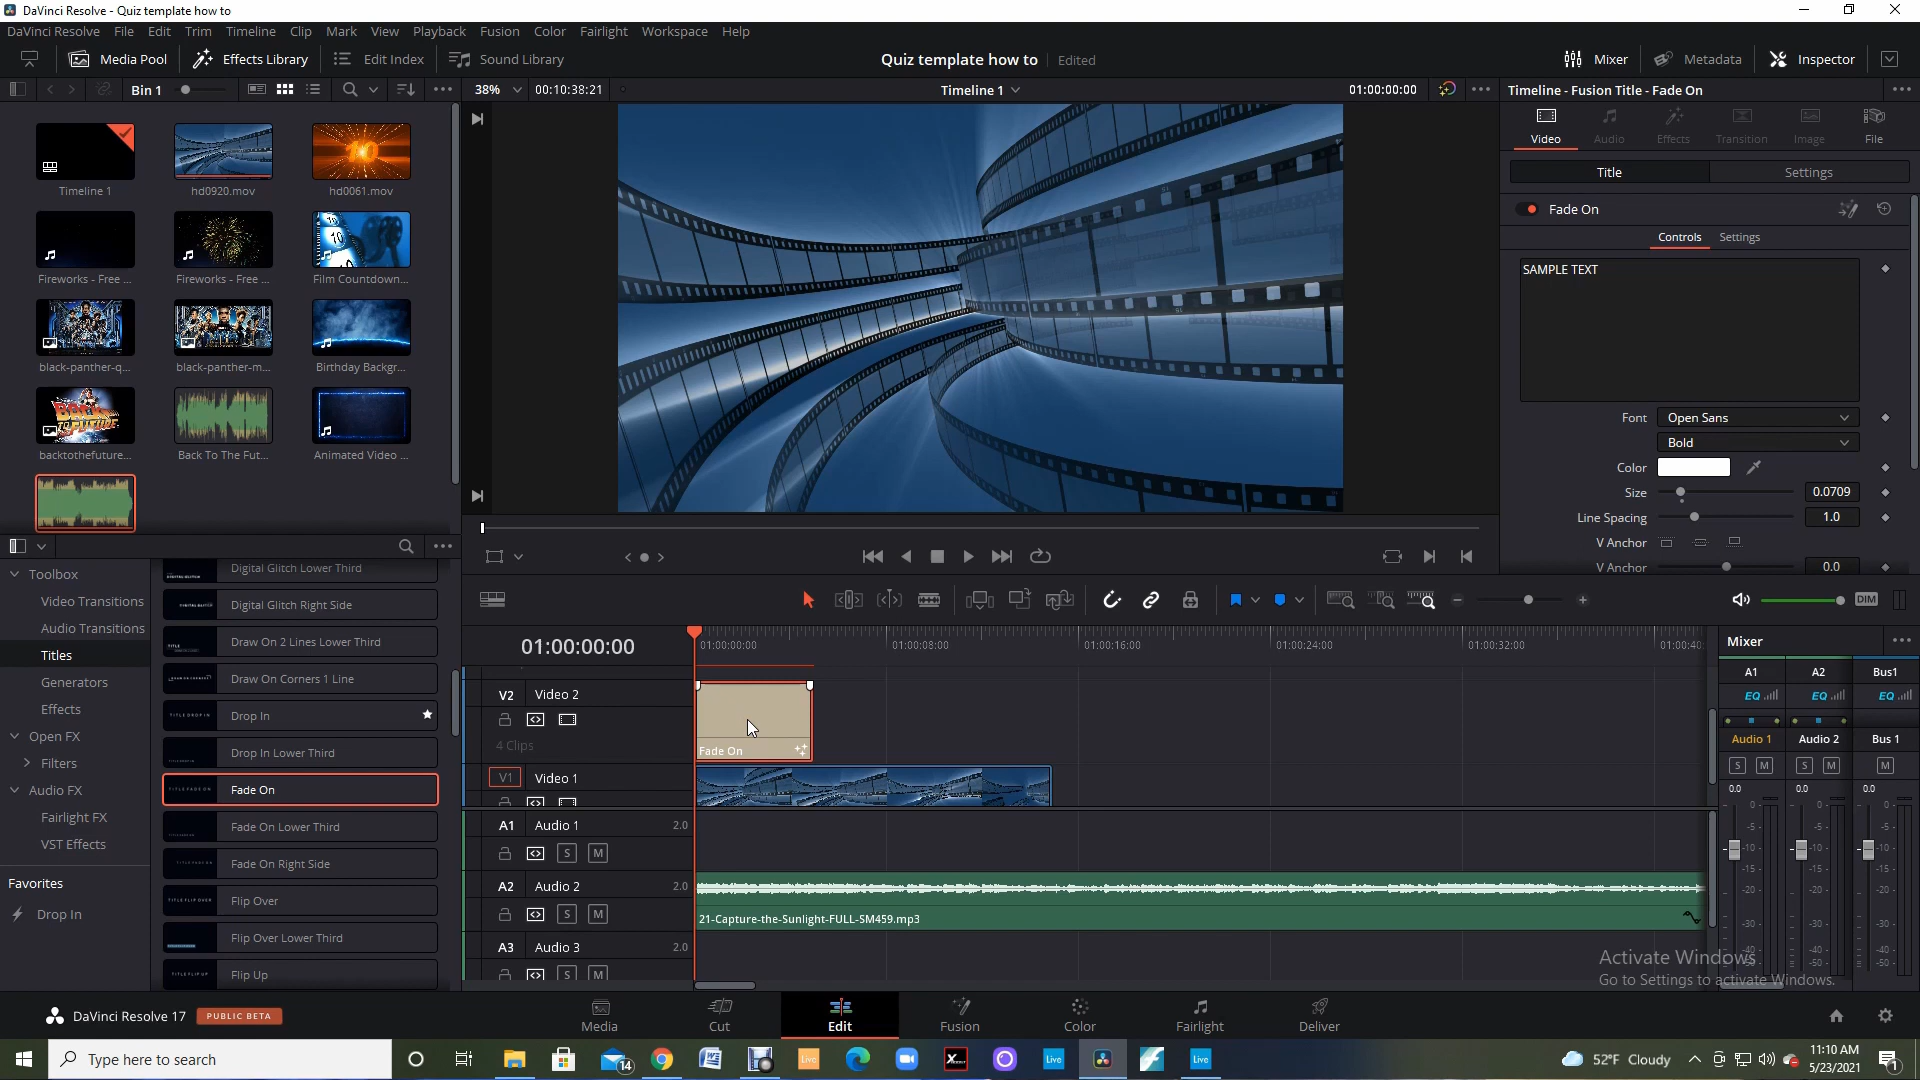 DaVinci Resolve - Quiz template how to
DaVinci Resolve File Edit Trim Timeline Clip Mark View Playback Fusion Color Fairlight Workspace Help
Media Pool Effects Library Edit Index Sound Library
Quiz template how to Edited
Mixer Metadata Inspector
Bin 1
38% 00:10:38:21
Timeline 1
01:00:00:00
Timeline - Fusion Title - Fade On
Video Audio Effects Transition Image File
Title Settings
Fade On
Controls Settings
SAMPLE TEXT
Font Open Sans
Bold
Color
Size 0.0709
Line Spacing 1.0
V Anchor
V Anchor 0.0
Timeline 1 hd0920.mov hd0061.mov
Fireworks - Free ... Fireworks - Free ... Film Countdown...
black-panther-q... black-panther-m... Birthday Backgr...
backtothefuture... Back To The Fut... Animated Video ...
Toolbox
Video Transitions
Audio Transitions
Titles
Generators
Effects
Open FX
Filters
Audio FX
Fairlight FX
VST Effects
Favorites
Drop In
Digital Glitch Lower Third
Digital Glitch Right Side
Draw On 2 Lines Lower Third
Draw On Corners 1 Line
Drop In
Drop In Lower Third
Fade On
Fade On Lower Third
Fade On Right Side
Flip Over
Flip Over Lower Third
Flip Up
DIM
01:00:00:00
01:00:00:00 01:00:08:00 01:00:16:00 01:00:24:00 01:00:32:00 01:00:40:
V2 Video 2
4 Clips
Fade On
V1 Video 1
A1 Audio 1 2.0
S M
A2 Audio 2 2.0
S M
21-Capture-the-Sunlight-FULL-SM459.mp3
A3 Audio 3 2.0
S M
Mixer
A1 A2 Bus1
EQ EQ EQ
Audio 1 Audio 2 Bus 1
S M S M M
0.0 0.0 0.0
0- 0- 0-
-5- -5- -5-
-10- -10- -10-
-15- -15- -15-
-20- -20- -20-
-30- -30- -30-
-40- -40- -40-
-50- -50- -50-
Activate Windows
Go to Settings to activate Windows.
DaVinci Resolve 17 PUBLIC BETA
Media Cut Edit Fusion Color Fairlight Deliver
Type here to search
14
Live
Live
Live
52°F Cloudy
11:10 AM
5/23/2021
1